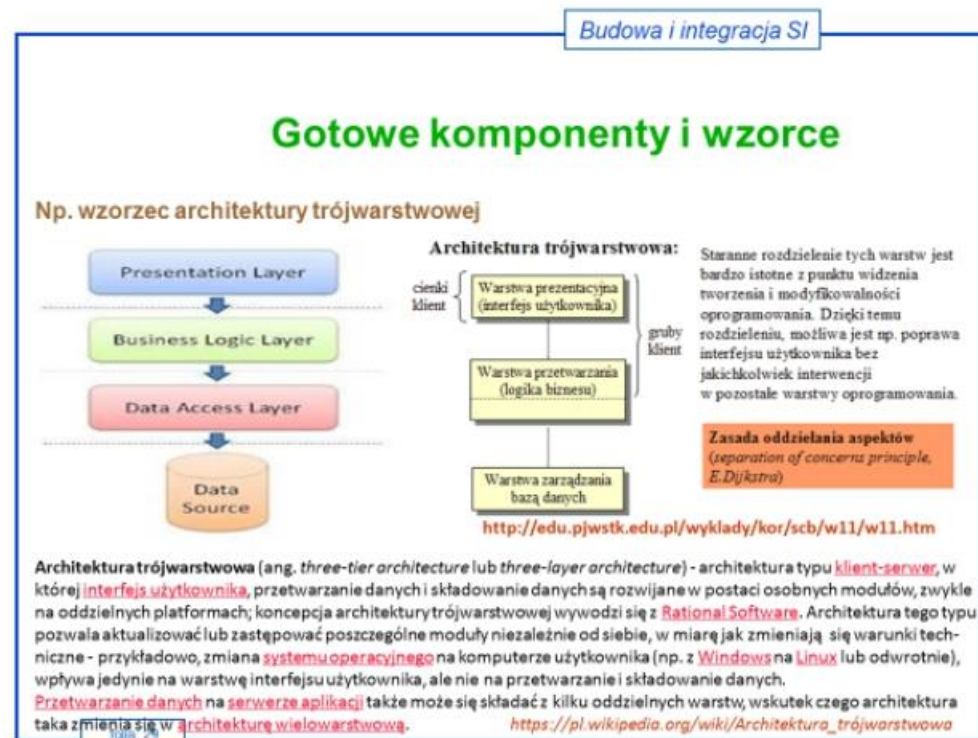 Budowa i integracja SI
Gotowe komponenty i wzorce
Np. wzorzec architektury trójwarstwowej
Presentation Layer
Business Logic Layer
Data Access Layer
Data
Source
Architektura trójwarstwowa:
cienki
klient
Warstwa prezentacyjna
(interfejs użytkownika)
gruby
klient
Warstwa przetwarzania
(logika biznesu)
Warstwa zarządzania
bazą danych
Staranne rozdzielenie tych warstw jest
bardzo istotne z punktu widzenia
tworzenia i modyfikowalności
oprogramowania. Dzięki temu
rozdzieleniu, możliwa jest np. poprawa
interfejsu użytkownika bez
jakichkolwiek interwencji
w pozostałe warstwy oprogramowania.
Zasada oddzielania aspektów
(separation of concerns principle,
E.Dijkstra)
http://edu.pjwstk.edu.pl/wyklady/kor/scb/w11/w11.htm
Architektura trójwarstwowa (ang. three-tier architecture lub three-layer architecture) - architektura typu klient-serwer, w
której interfejs użytkownika, przetwarzanie danych i składowanie danych są rozwijane w postaci osobnych modułów, zwykle
na oddzielnych platformach; koncepcja architektury trójwarstwowej wywodzi się z Rational Software. Architektura tego typu
pozwala aktualizować lub zastępować poszczególne moduły niezależnie od siebie, w miarę jak zmieniają się warunki tech-
niczne - przykładowo, zmiana systemu operacyjnego na komputerze użytkownika (np. z Windows na Linux lub odwrotnie),
wpływa jedynie na warstwę interfejsu użytkownika, ale nie na przetwarzanie i składowanie danych.
Przetwarzanie danych na serwerze aplikacji także może się składać z kilku oddzielnych warstw, wskutek czego architektura
taka zmienia się w architekturę wielowarstwową. https://pl.wikipedia.org/wiki/Architektura_trójwarstwowa